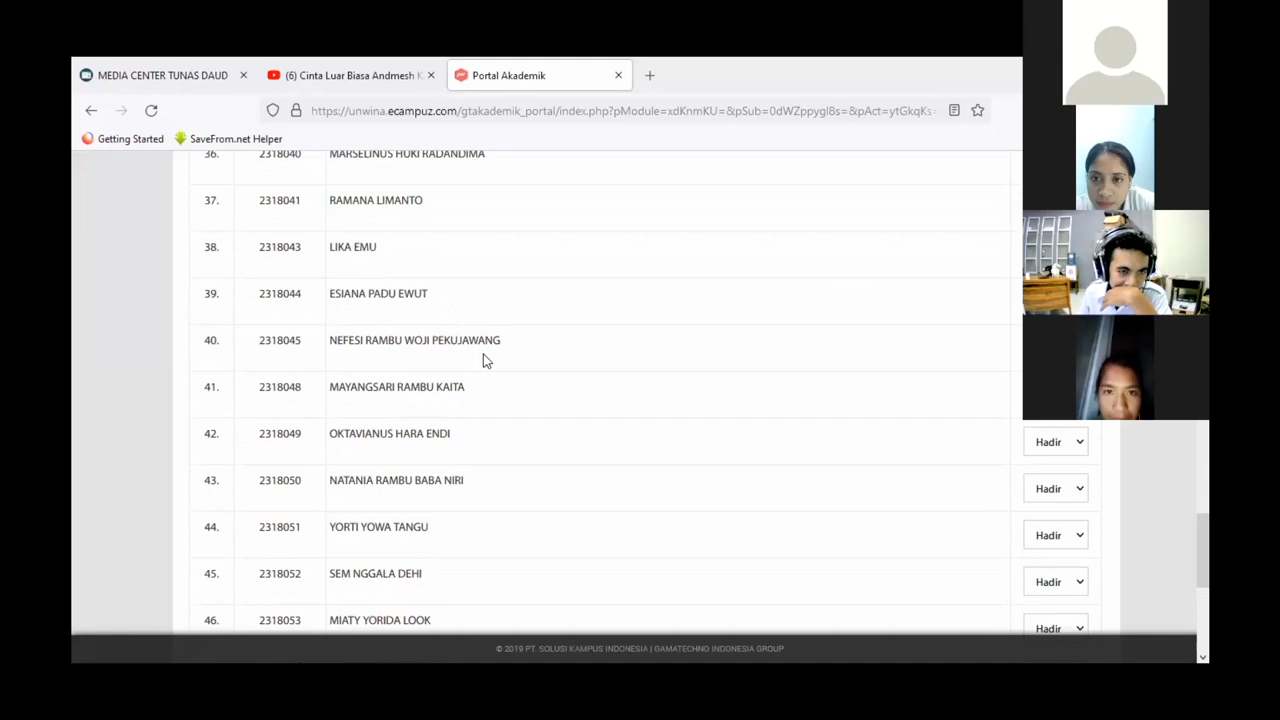 MEDIA CENTER TUNAS DAUD
(6) Cinta Luar Biasa Andmesh K
Portal Akademik
https://unwina.ecampuz.com/gtakademik_portal/index.php?pModule=xdKnmKU=&pSub=0dWZppygl8s=&pAct=ytGkqKs=
Getting Started
SaveFrom.net Helper
36. 2318040 MARSELINUS HUKI RADANDIMA
37. 2318041 RAMANA LIMANTO
38. 2318043 LIKA EMU
39. 2318044 ESIANA PADU EWUT
40. 2318045 NEFESI RAMBU WOJI PEKUJAWANG
41. 2318048 MAYANGSARI RAMBU KAITA
42. 2318049 OKTAVIANUS HARA ENDI Hadir
43. 2318050 NATANIA RAMBU BABA NIRI Hadir
44. 2318051 YORTI YOWA TANGU Hadir
45. 2318052 SEM NGGALA DEHI Hadir
46. 2318053 MIATY YORIDA LOOK Hadir
© 2019 PT. SOLUSI KAMPUS INDONESIA | GAMATECHNO INDONESIA GROUP